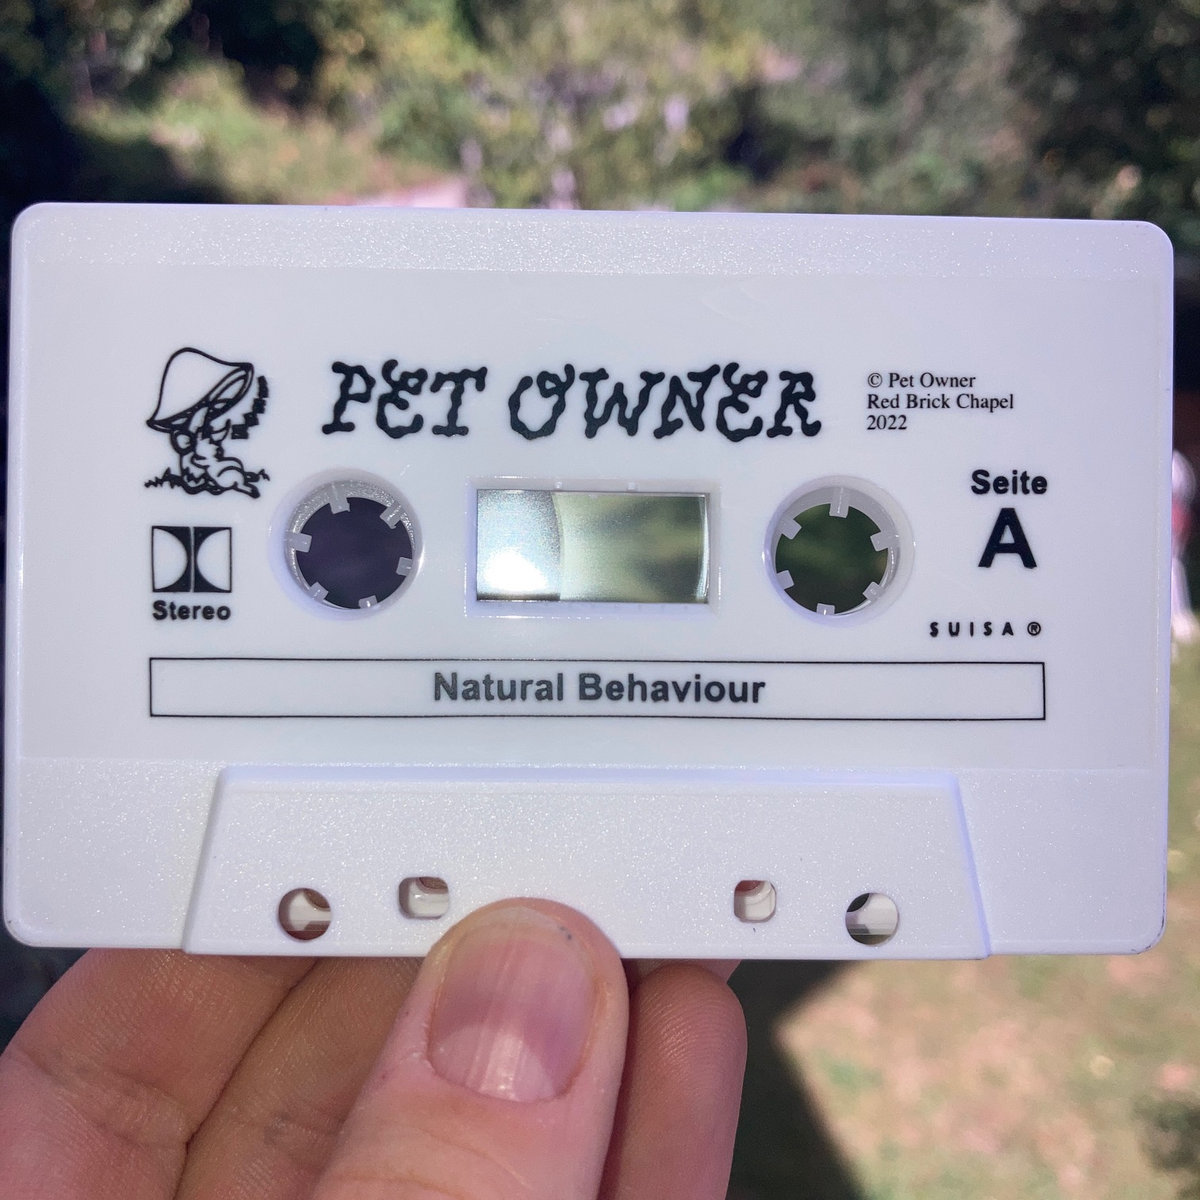 PET OWNER
© Pet Owner
Red Brick Chapel
2022
Seite
A
Stereo
SUISA ®
Natural Behaviour